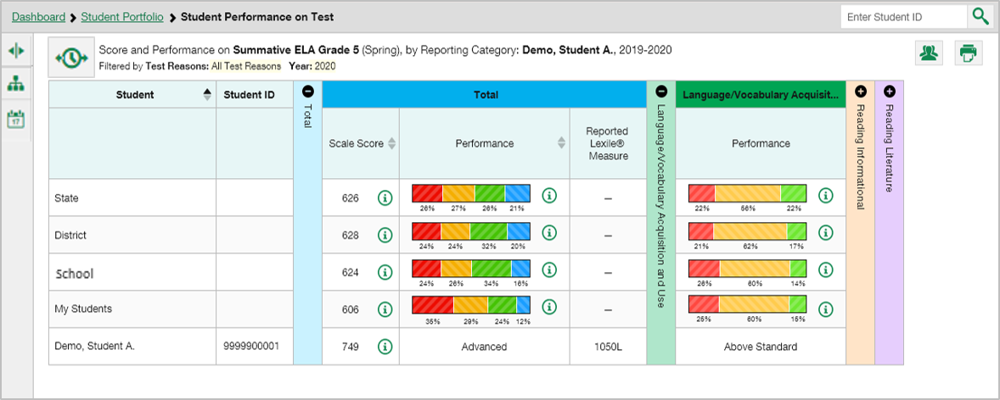 Dashboard > Student Portfolio > Student Performance on Test
Enter Student ID
Score and Performance on Summative ELA Grade 5 (Spring), by Reporting Category: Demo, Student A., 2019-2020
Filtered by Test Reasons: All Test Reasons Year: 2020
17
Student Student ID Total Total Language/Vocabulary Acquisition and Use Language/Vocabulary Acquisit... Reading Informational Reading Literature
Scale Score Performance Reported Lexile® Measure Performance
State 626 – 
26% 27% 26% 21% 22% 56% 22%
District 628 –
24% 24% 32% 20% 21% 62% 17%
School 624 –
24% 26% 34% 16% 26% 60% 14%
My Students 606 –
35% 29% 24% 12% 25% 60% 15%
Demo, Student A. 9999900001 749 Advanced 1050L Above Standard